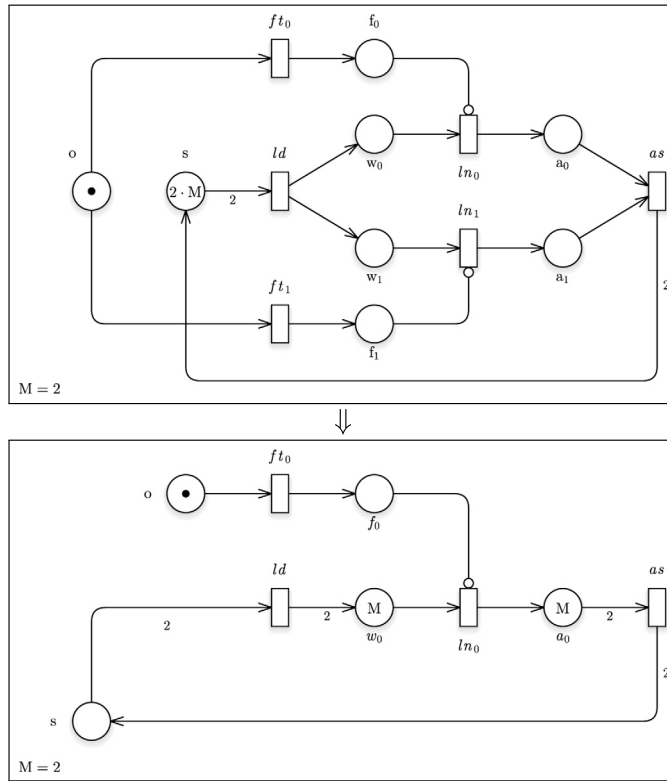 ft₀ f₀
o s ld w₀ ln₀ a₀ as
2 · M 2
ln₁
ft₁ w₁ a₁ 2
f₁
M = 2
⇓
ft₀
o f₀
ld as
2 2 M M 2
w₀ ln₀ a₀
2
s
M = 2